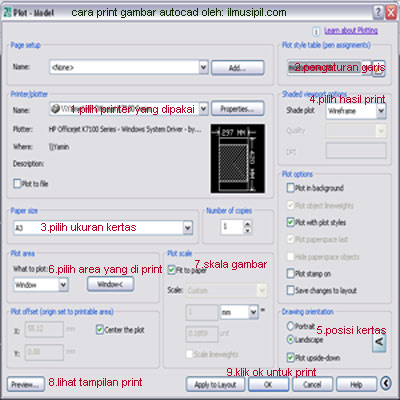 Plot - Model
cara print gambar autocad oleh: ilmusipil.com
Learn about Plotting
Page setup
Name: <None> Add...
Plot style table (pen assignments)
2.pengaturan garis
Printer/plotter
Name: 1.pilih printer yang dipakai Properties...
Plotter: HP Officejet K7100 Series - Windows System Driver - by...
Where: TjYamin
Description:
Plot to file
297 MM
420 MM
Shaded viewport options
4.pilih hasil print
Shade plot Wireframe
Quality
DPI
Plot options
Plot in background
Plot object lineweights
Plot with plot styles
Plot paperspace last
Hide paperspace objects
Plot stamp on
Save changes to layout
Paper size
A3 3.pilih ukuran kertas
Number of copies
1
Plot area
What to plot: 6.pilih area yang di print
Window Window<
Plot scale
7.skala gambar
Fit to paper
Scale: Custom
1 mm =
unit
Scale lineweights
Plot offset (origin set to printable area)
X: mm Center the plot
Y: 0.00 mm
Drawing orientation
Portrait
5.posisi kertas
Landscape
Plot upside-down
A
9.klik ok untuk print
Preview... 8.lihat tampilan print Apply to Layout OK Cancel Help